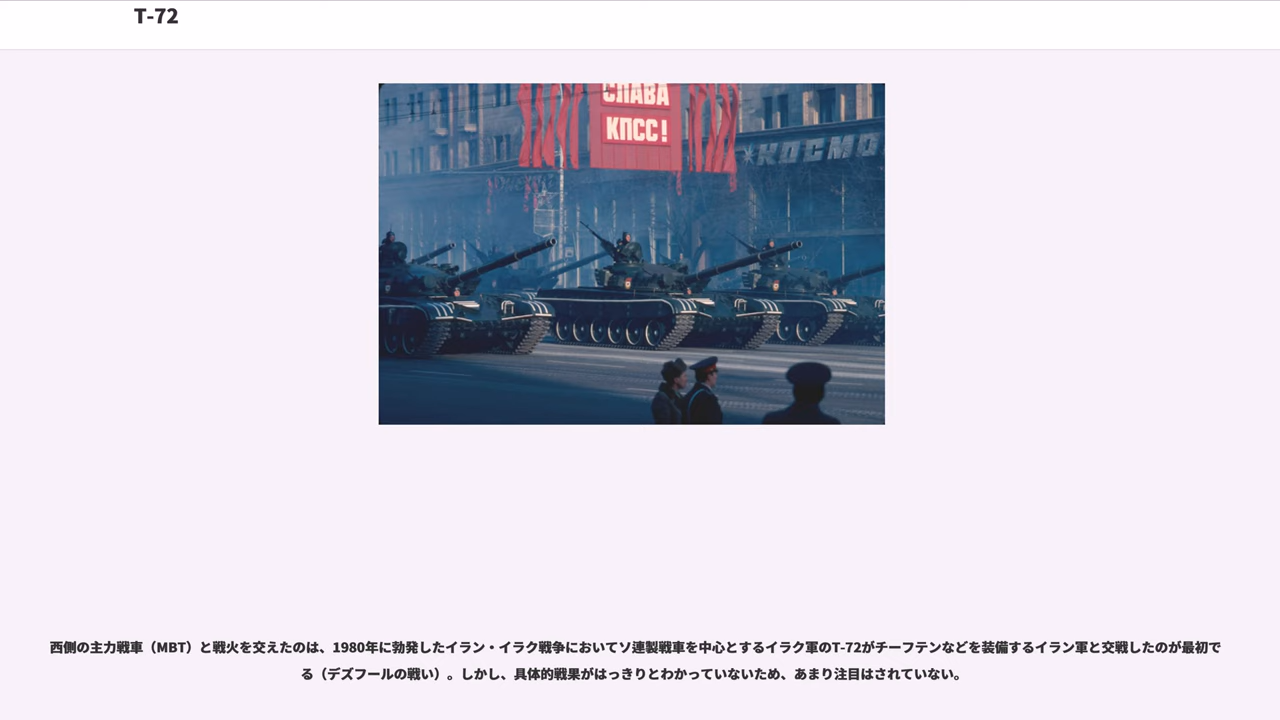 T-72
СЛАВА
КПСС!
КОСМО
西側の主力戦車（MBT）と戦火を交えたのは、1980年に勃発したイラン・イラク戦争においてソ連製戦車を中心とするイラク軍のT-72がチーフテンなどを装備するイラン軍と交戦したのが最初で
る（デズフールの戦い）。しかし、具体的戦果がはっきりとわかっていないため、あまり注目はされていない。